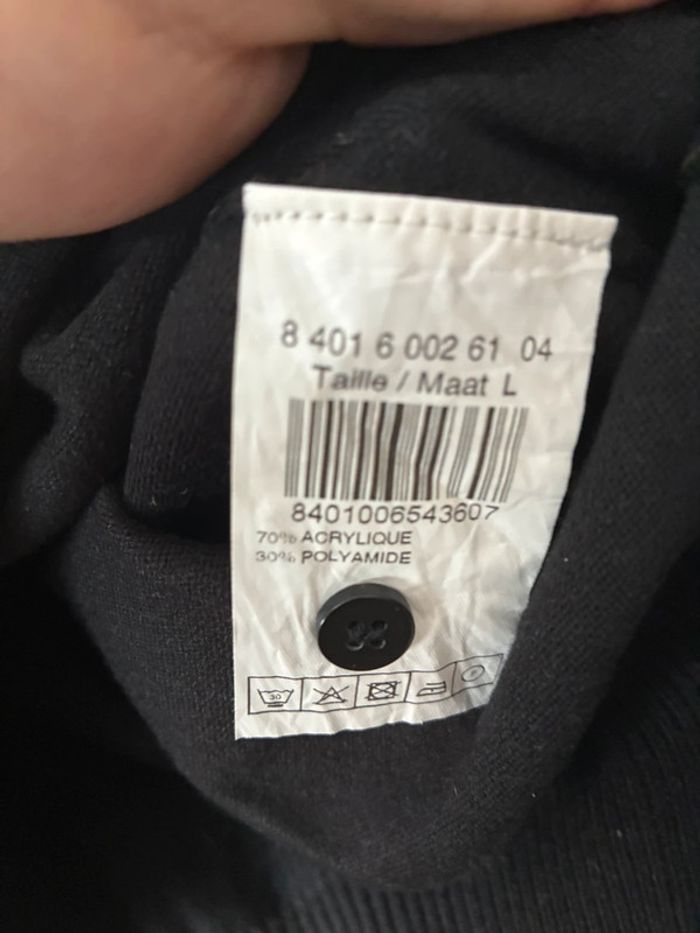 8 401 6 002 61 04
Taille / Maat L
8401006543607
70% ACRYLIQUE
30% POLYAMIDE
30